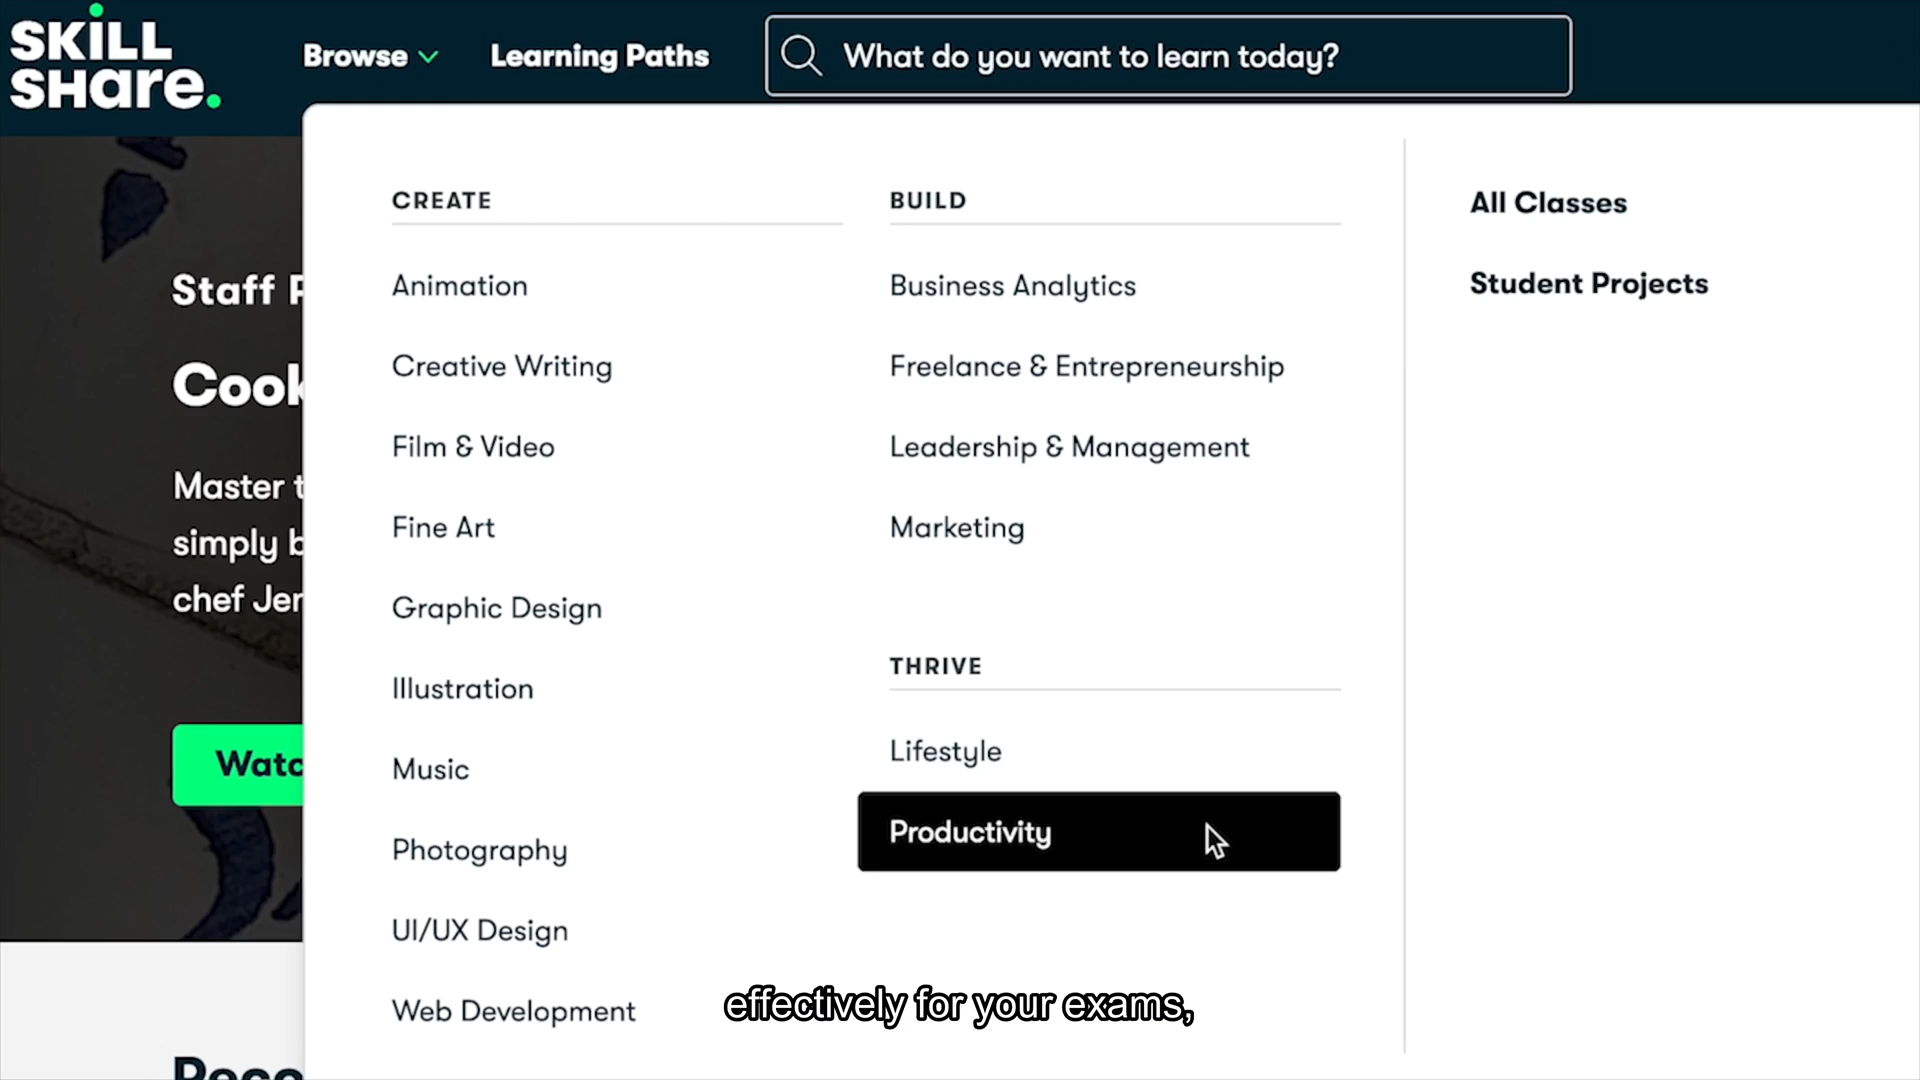 SKILL
SHare.
Browse
Learning Paths
What do you want to learn today?
CREATE
Animation
Creative Writing
Film & Video
Fine Art
Graphic Design
Illustration
Music
Photography
UI/UX Design
Web Development
BUILD
Business Analytics
Freelance & Entrepreneurship
Leadership & Management
Marketing
THRIVE
Lifestyle
Productivity
All Classes
Student Projects
Staff
Cook
Master
simply
chef Jer
Watc
effectively for your exams,